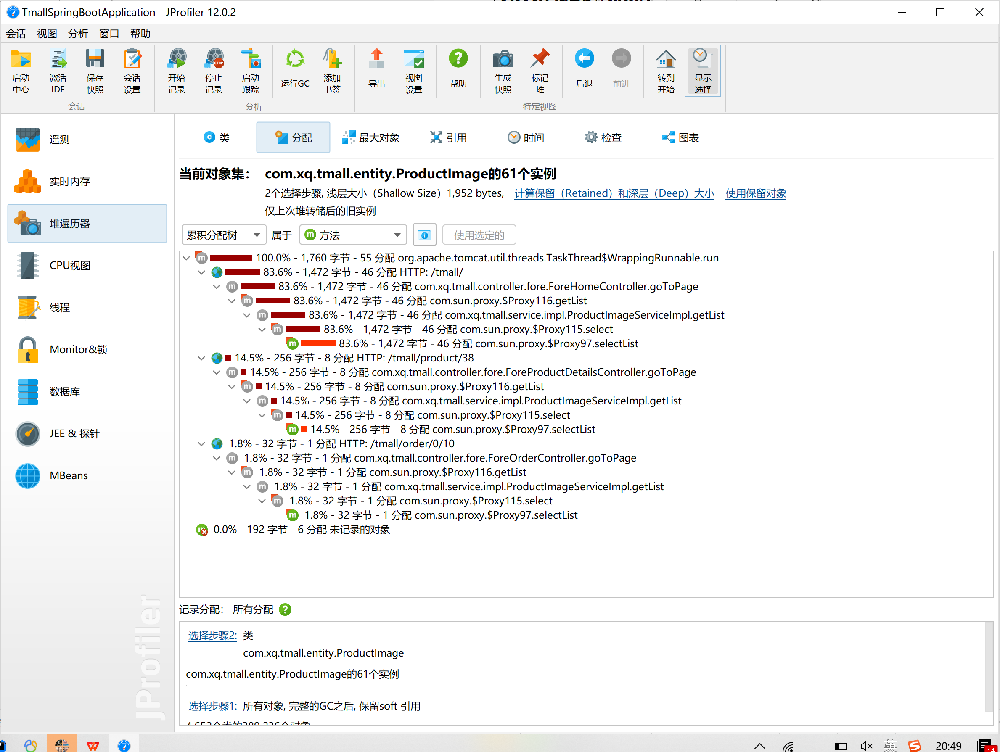 TmallSpringBootApplication - JProfiler 12.0.2
会话 视图 分析 窗口 帮助
启动中心 激活IDE 保存快照 会话设置 开始记录 停止记录 启动跟踪 运行GC 添加书签 导出 视图设置 帮助 生成快照 标记堆 后退 前进 转到开始 显示选择
会话 分析 特定视图
遥测
实时内存
堆遍历器
CPU视图
线程
Monitor&锁
数据库
JEE & 探针
MBeans
JProfiler
类 分配 最大对象 引用 时间 检查 图表
当前对象集： com.xq.tmall.entity.ProductImage的61个实例
2个选择步骤, 浅层大小（Shallow Size）1,952 bytes, 计算保留（Retained）和深层（Deep）大小 使用保留对象
仅上次堆转储后的旧实例
累积分配树 属于 m 方法 使用选定的
m 100.0% - 1,760 字节 - 55 分配 org.apache.tomcat.util.threads.TaskThread$WrappingRunnable.run
83.6% - 1,472 字节 - 46 分配 HTTP: /tmall/
m 83.6% - 1,472 字节 - 46 分配 com.xq.tmall.controller.fore.ForeHomeController.goToPage
m 83.6% - 1,472 字节 - 46 分配 com.sun.proxy.$Proxy116.getList
m 83.6% - 1,472 字节 - 46 分配 com.xq.tmall.service.impl.ProductImageServiceImpl.getList
m 83.6% - 1,472 字节 - 46 分配 com.sun.proxy.$Proxy115.select
m 83.6% - 1,472 字节 - 46 分配 com.sun.proxy.$Proxy97.selectList
14.5% - 256 字节 - 8 分配 HTTP: /tmall/product/38
m 14.5% - 256 字节 - 8 分配 com.xq.tmall.controller.fore.ForeProductDetailsController.goToPage
m 14.5% - 256 字节 - 8 分配 com.sun.proxy.$Proxy116.getList
m 14.5% - 256 字节 - 8 分配 com.xq.tmall.service.impl.ProductImageServiceImpl.getList
m 14.5% - 256 字节 - 8 分配 com.sun.proxy.$Proxy115.select
m 14.5% - 256 字节 - 8 分配 com.sun.proxy.$Proxy97.selectList
1.8% - 32 字节 - 1 分配 HTTP: /tmall/order/0/10
m 1.8% - 32 字节 - 1 分配 com.xq.tmall.controller.fore.ForeOrderController.goToPage
m 1.8% - 32 字节 - 1 分配 com.sun.proxy.$Proxy116.getList
m 1.8% - 32 字节 - 1 分配 com.xq.tmall.service.impl.ProductImageServiceImpl.getList
m 1.8% - 32 字节 - 1 分配 com.sun.proxy.$Proxy115.select
m 1.8% - 32 字节 - 1 分配 com.sun.proxy.$Proxy97.selectList
0.0% - 192 字节 - 6 分配 未记录的对象
记录分配： 所有分配
选择步骤2: 类
com.xq.tmall.entity.ProductImage
com.xq.tmall.entity.ProductImage的61个实例
选择步骤1: 所有对象, 完整的GC之后, 保留soft 引用
英 20:49 14